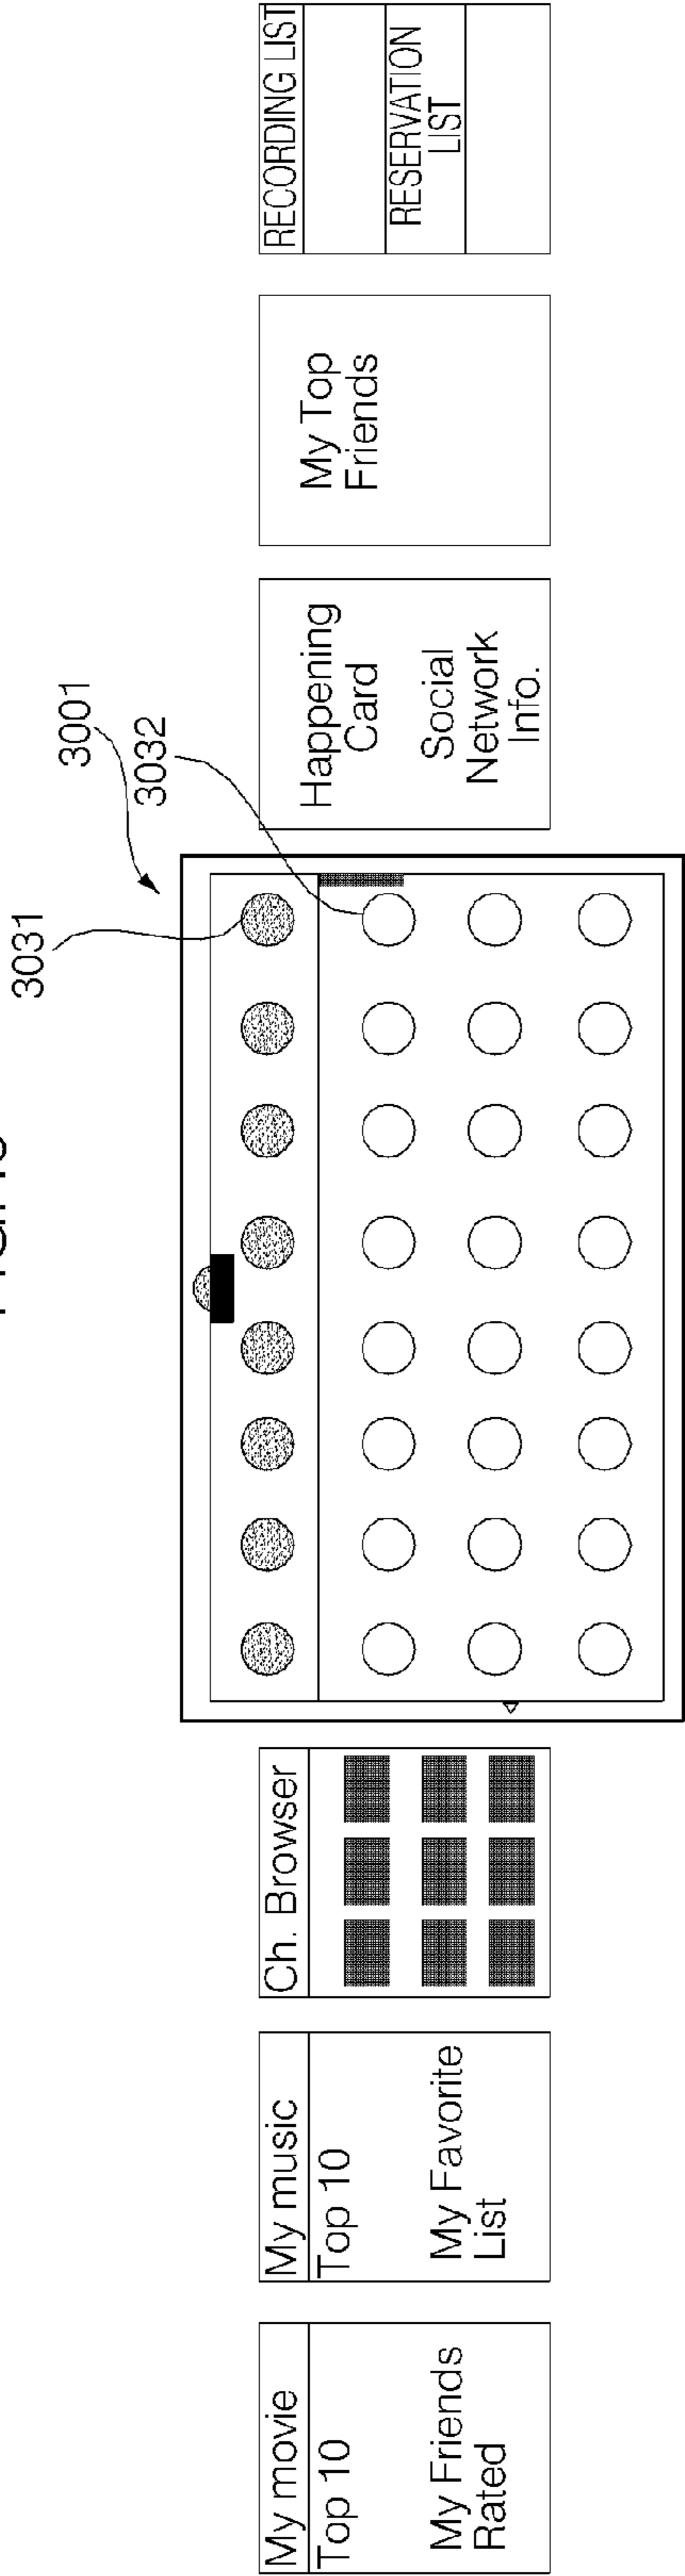 3031
3001
3032
My movie
Top 10
My Friends
Rated
My music
Top 10
My Favorite
List
Ch. Browser
Happening
Card
Social
Network
Info.
My Top
Friends
RECORDING LIST
RESERVATION
LIST